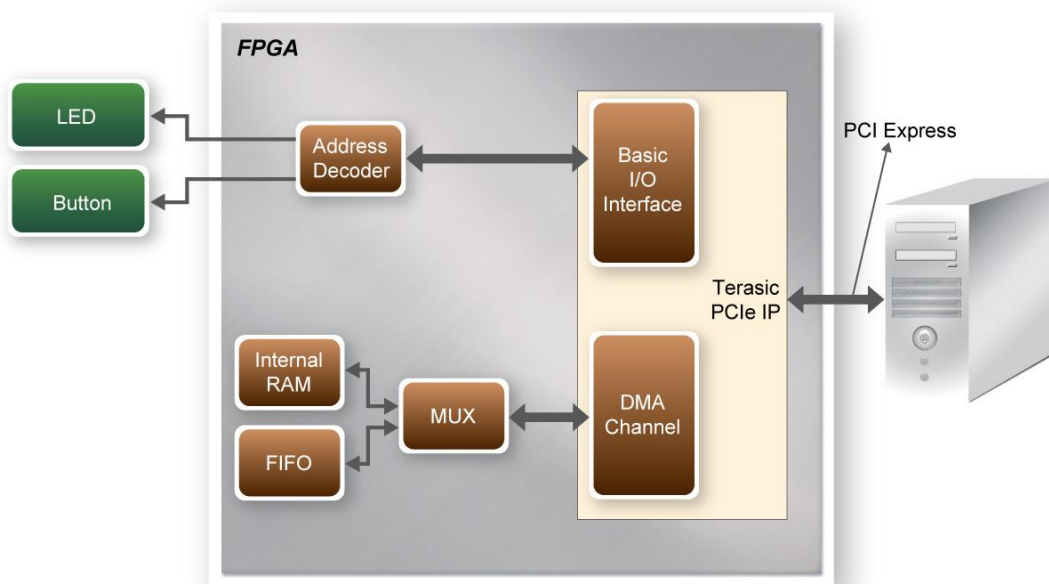 FPGA
LED
Button
Address
Decoder
Basic
I/O
Interface
PCI Express
Terasic
PCIe IP
Internal
RAM
FIFO
MUX
DMA
Channel